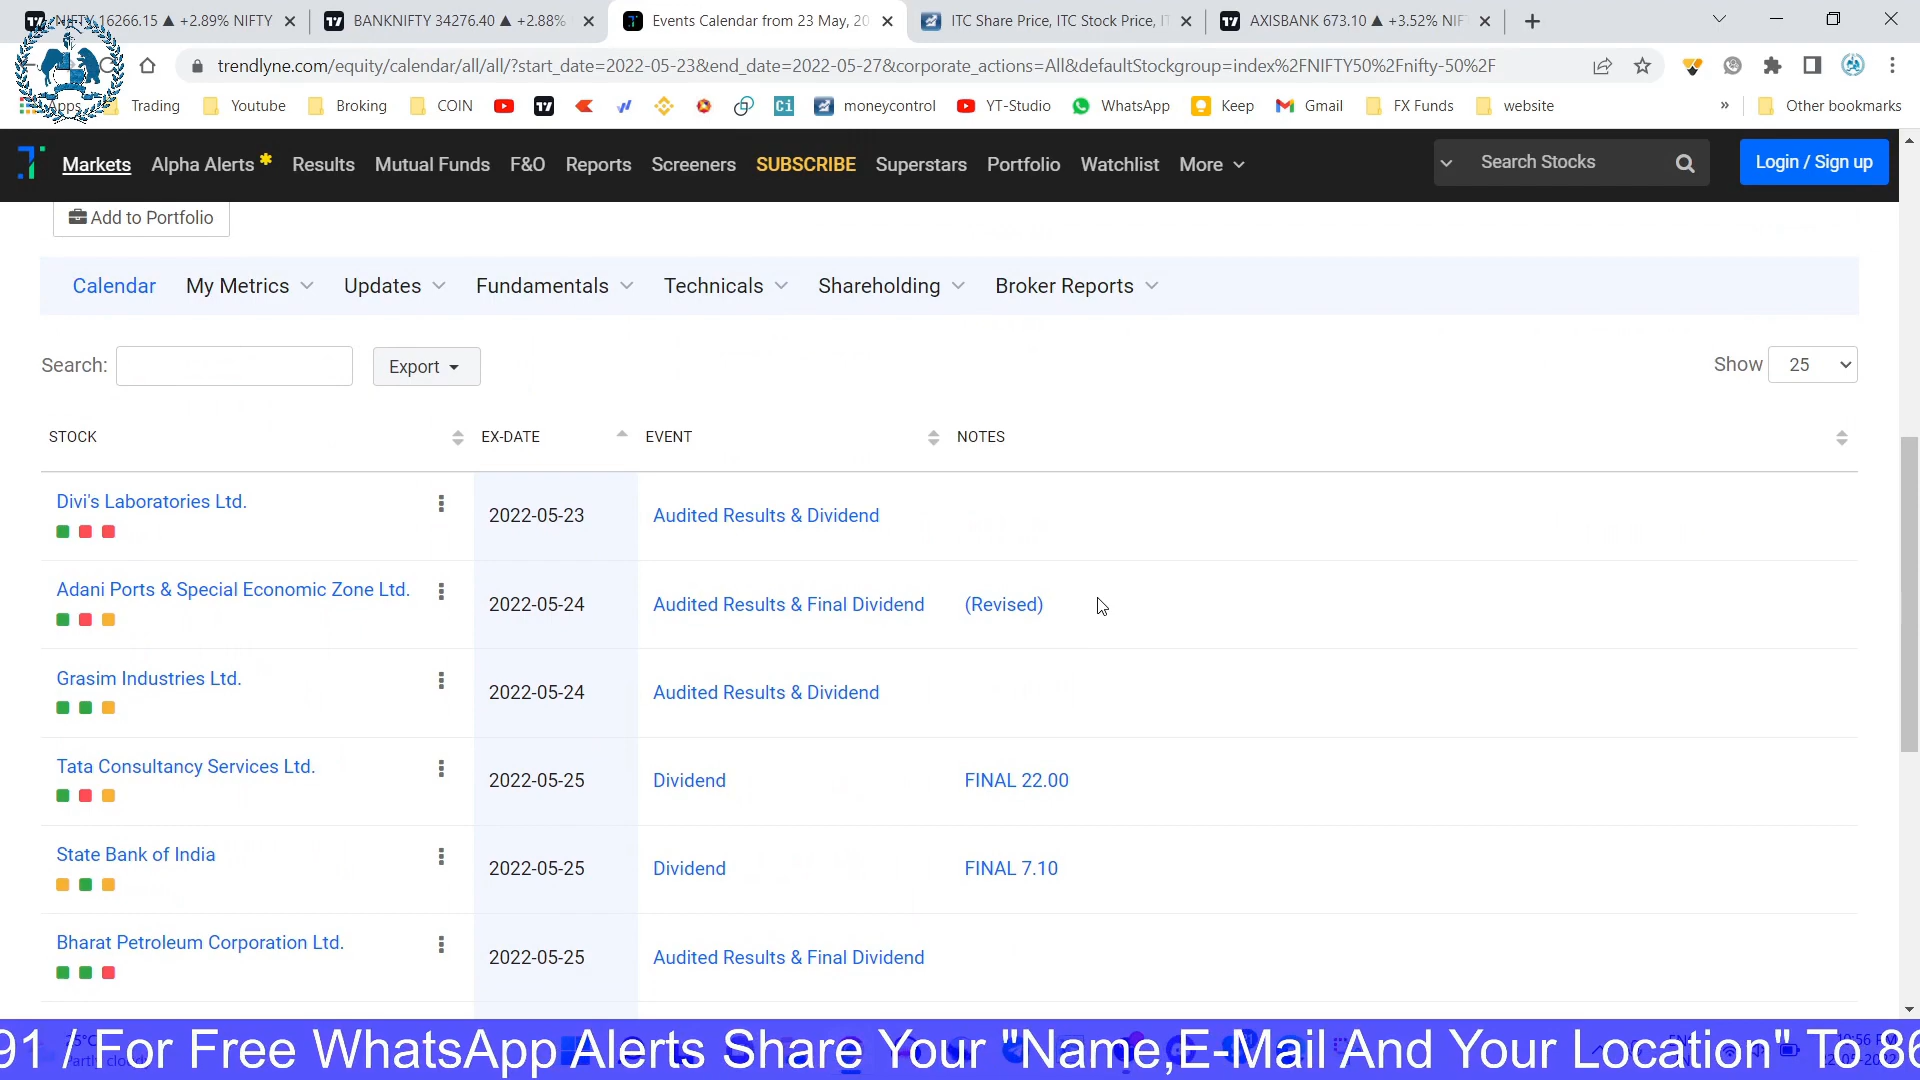 NIFTY 16266.15 ▲ +2.89% NIFTY
BANKNIFTY 34276.40 ▲ +2.88%
Events Calendar from 23 May, 20
ITC Share Price, ITC Stock Price, IT
AXISBANK 673.10 ▲ +3.52% NIF
trendlyne.com/equity/calendar/all/all/?start_date=2022-05-23&end_date=2022-05-27&corporate_actions=All&defaultStockgroup=index%2FNIFTY50%2Fnifty-50%2F
Apps Trading Youtube Broking COIN moneycontrol YT-Studio WhatsApp Keep Gmail FX Funds website » Other bookmarks
Markets Alpha Alerts Results Mutual Funds F&O Reports Screeners SUBSCRIBE Superstars Portfolio Watchlist More Search Stocks Login / Sign up
Add to Portfolio
Calendar My Metrics Updates Fundamentals Technicals Shareholding Broker Reports
Search: Export Show 25
STOCK EX-DATE EVENT NOTES
Divi's Laboratories Ltd. 2022-05-23 Audited Results & Dividend
Adani Ports & Special Economic Zone Ltd. 2022-05-24 Audited Results & Final Dividend (Revised)
Grasim Industries Ltd. 2022-05-24 Audited Results & Dividend
Tata Consultancy Services Ltd. 2022-05-25 Dividend FINAL 22.00
State Bank of India 2022-05-25 Dividend FINAL 7.10
Bharat Petroleum Corporation Ltd. 2022-05-25 Audited Results & Final Dividend
91 / For Free WhatsApp Alerts Share Your "Name,E-Mail And Your Location" To